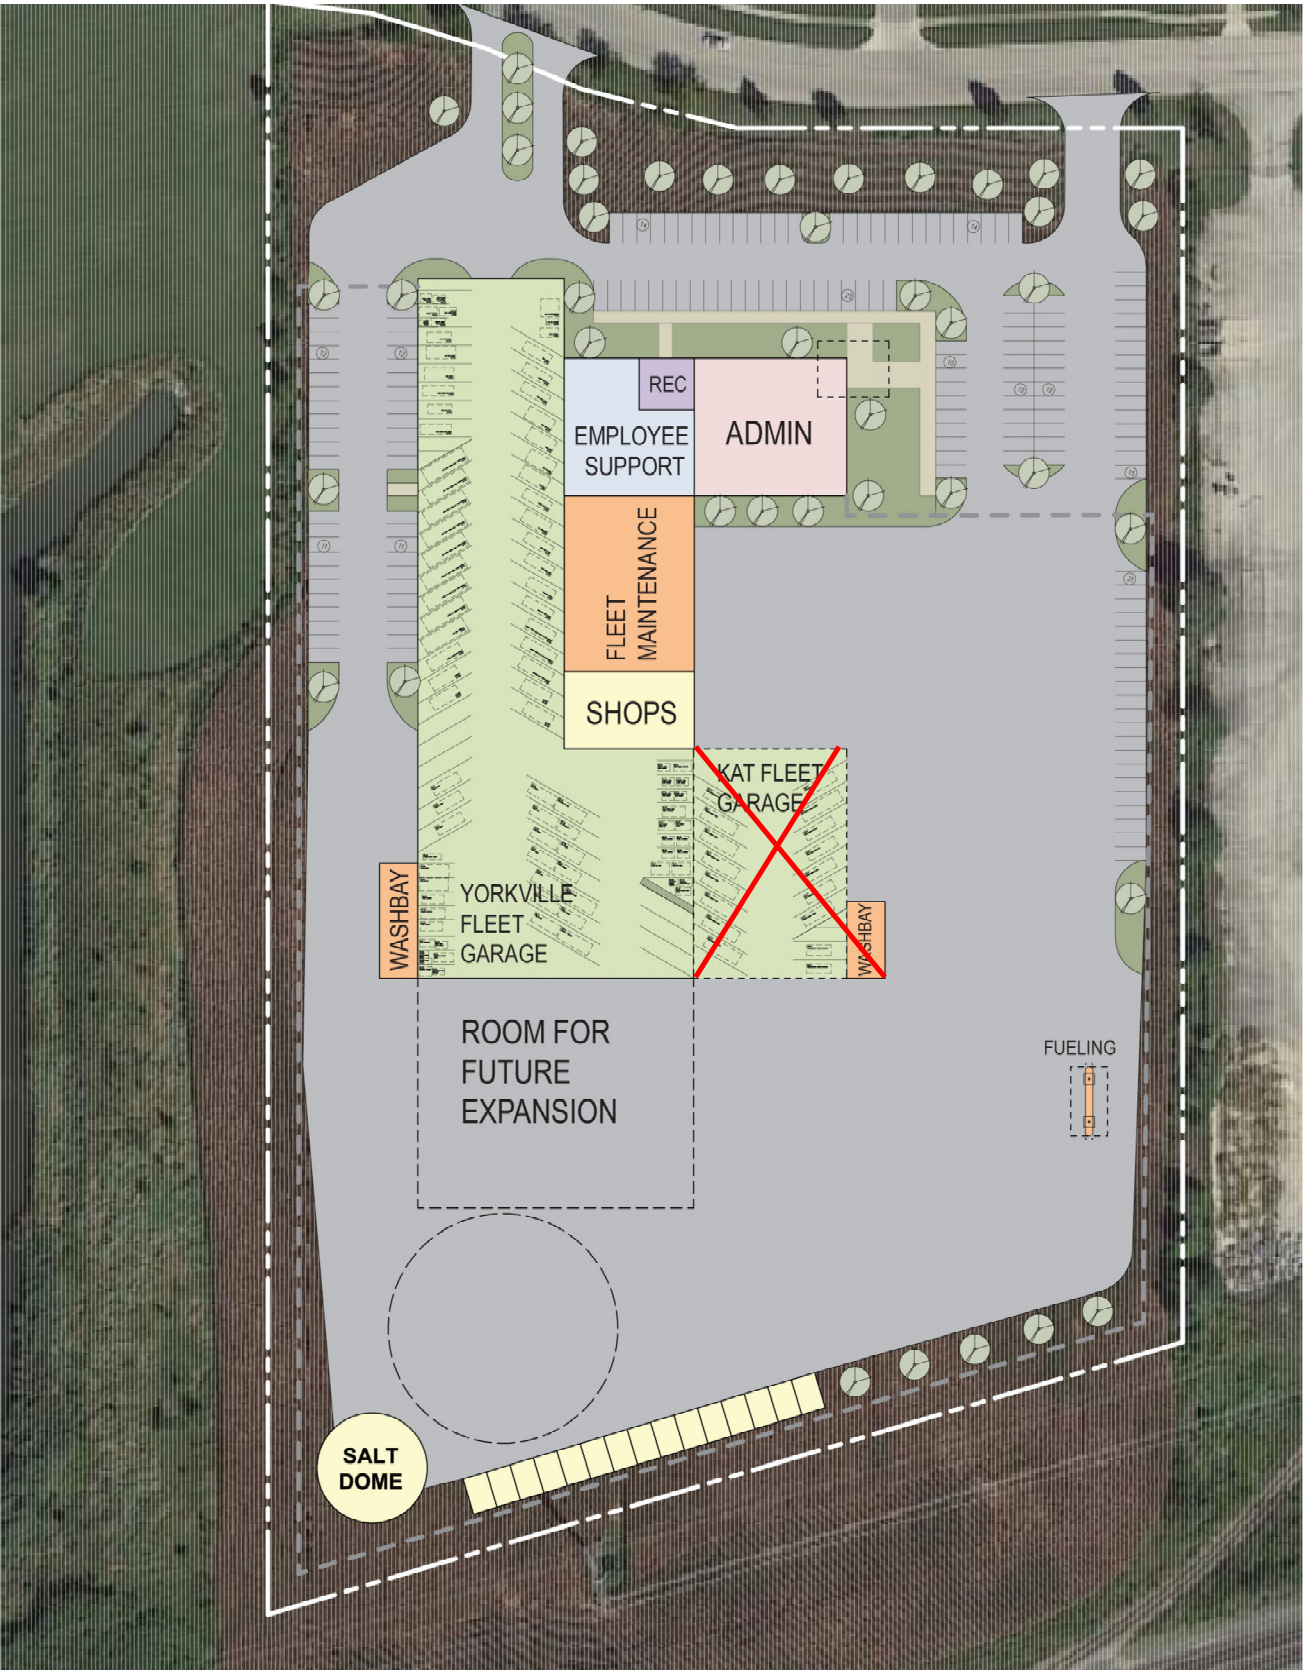 REC
EMPLOYEE
SUPPORT
ADMIN
FLEET
MAINTENANCE
SHOPS
KAT FLEET
GARAGE
WASHBAY
YORKVILLE
FLEET
GARAGE
WASHBAY
ROOM FOR
FUTURE
EXPANSION
FUELING
SALT
DOME